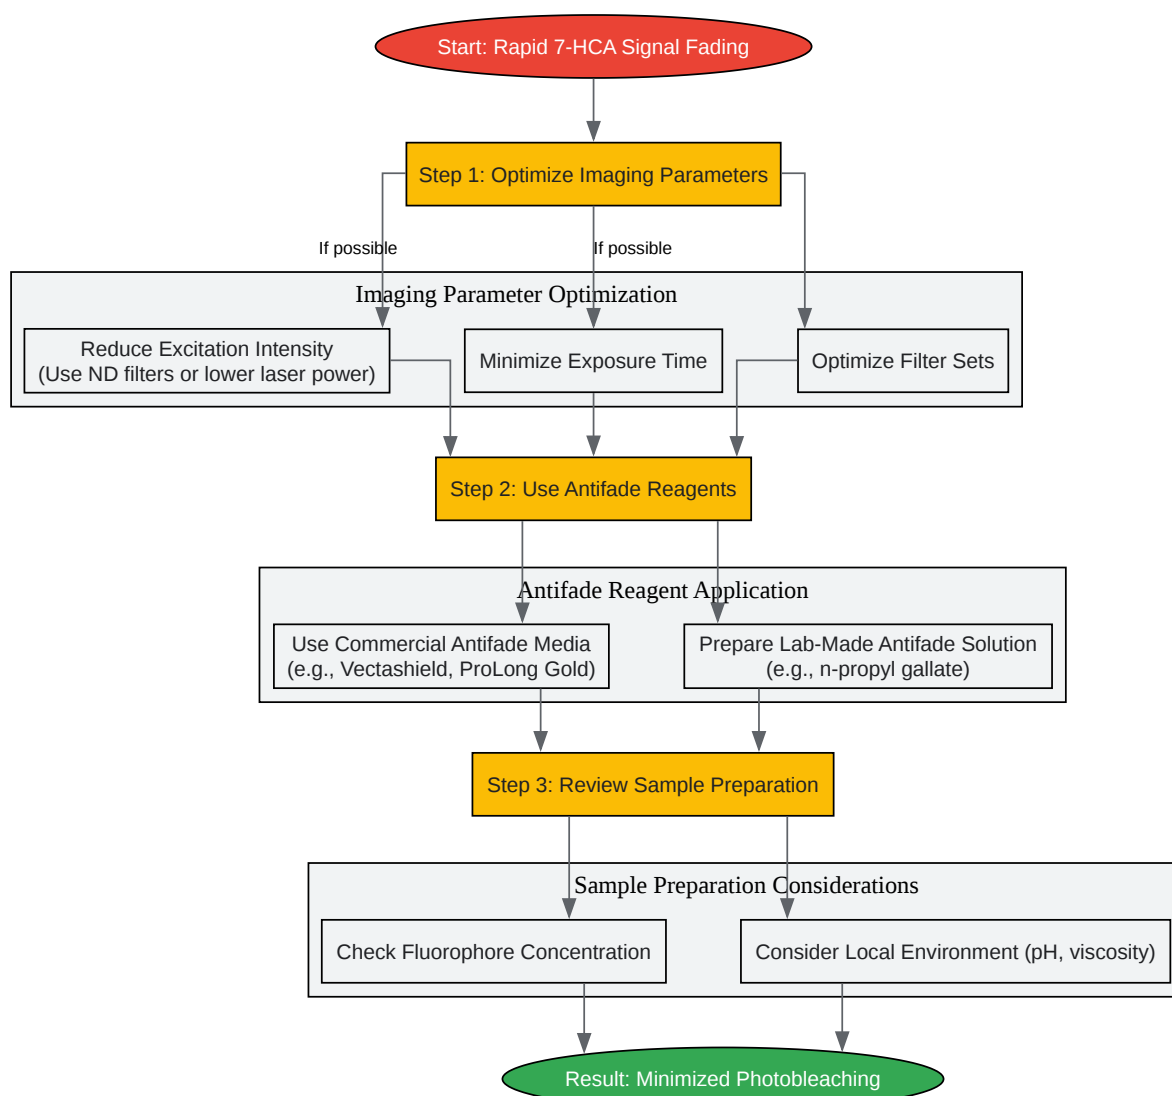 Start: Rapid 7-HCA Signal Fading
Step 1: Optimize Imaging Parameters
If possible
If possible
Imaging Parameter Optimization
Reduce Excitation Intensity
(Use ND filters or lower laser power)
Minimize Exposure Time
Optimize Filter Sets
Step 2: Use Antifade Reagents
Antifade Reagent Application
Use Commercial Antifade Media
(e.g., Vectashield, ProLong Gold)
Prepare Lab-Made Antifade Solution
(e.g., n-propyl gallate)
Step 3: Review Sample Preparation
Sample Preparation Considerations
Check Fluorophore Concentration
Consider Local Environment (pH, viscosity)
Result: Minimized Photobleaching